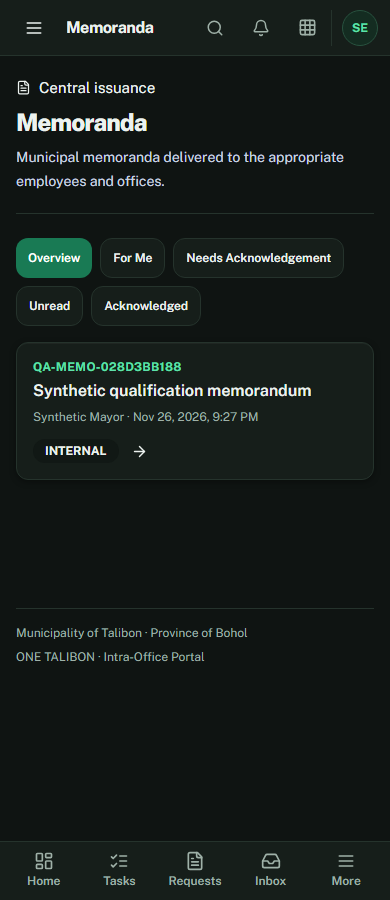 Memoranda
SE
Central issuance
Memoranda
Municipal memoranda delivered to the appropriate
employees and offices.
Overview
For Me
Needs Acknowledgement
Unread
Acknowledged
QA-MEMO-028D3BB188
Synthetic qualification memorandum
Synthetic Mayor · Nov 26, 2026, 9:27 PM
INTERNAL
Municipality of Talibon · Province of Bohol
ONE TALIBON · Intra-Office Portal
Home
Tasks
Requests
Inbox
More